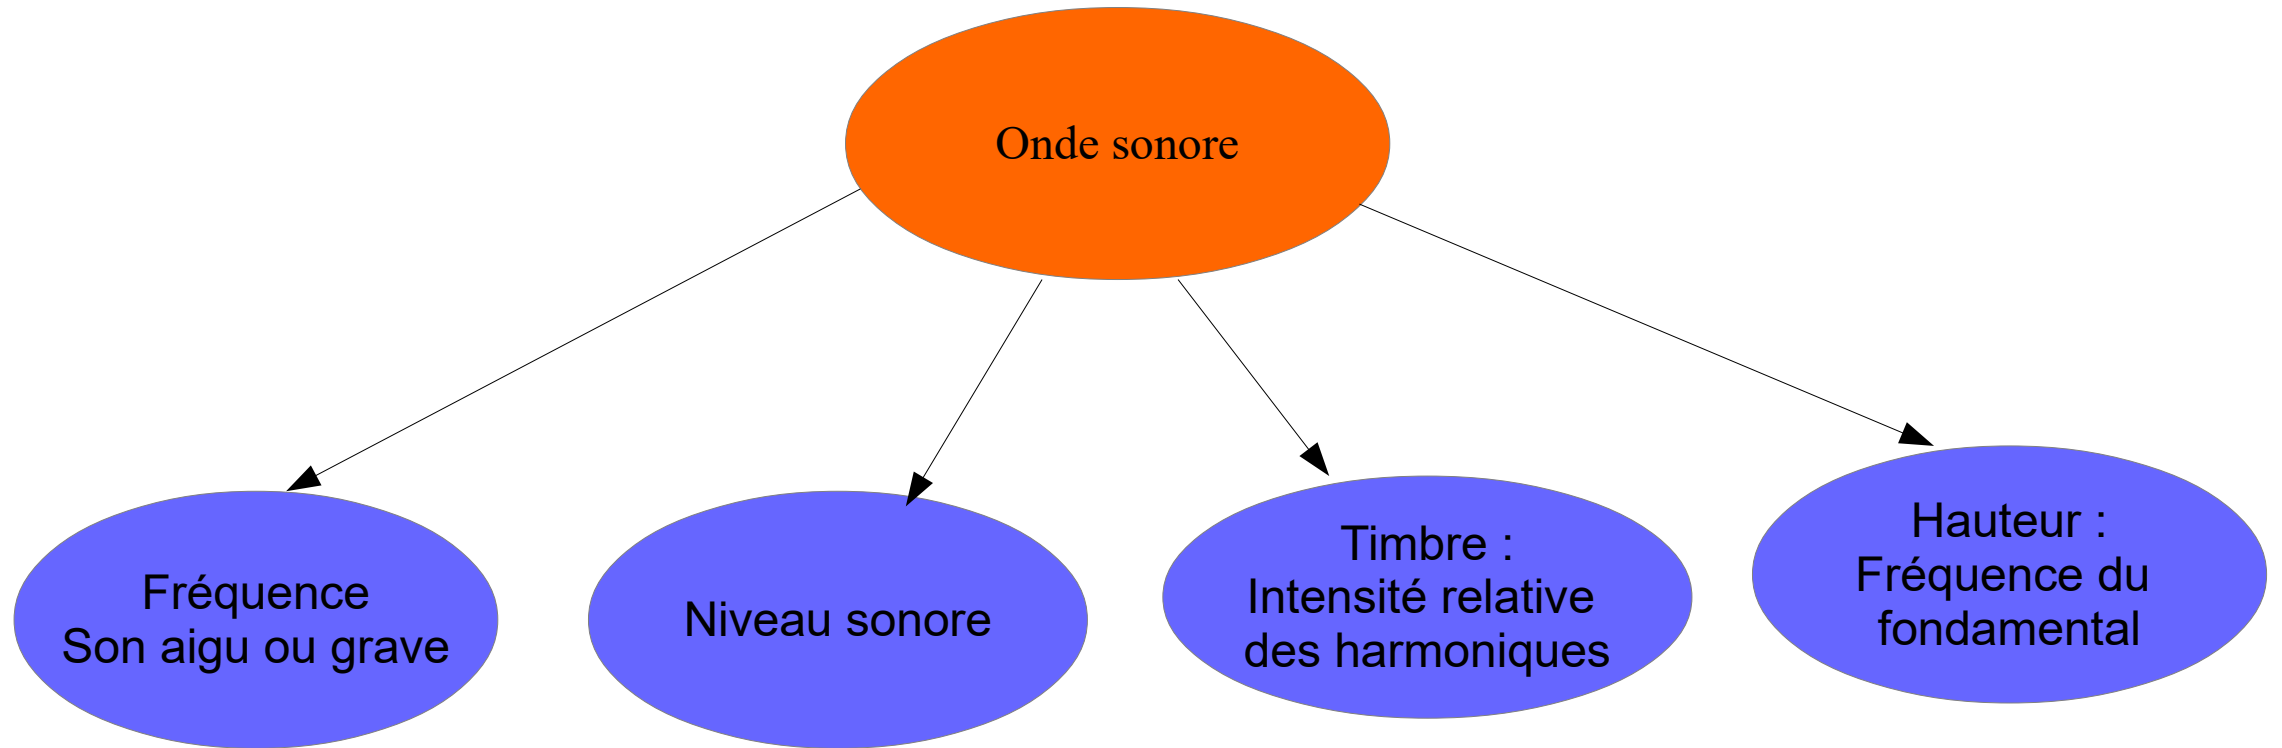 Onde sonore
Fréquence
Son aigu ou grave
Niveau sonore
Timbre :
Intensité relative
des harmoniques
Hauteur :
Fréquence du
fondamental